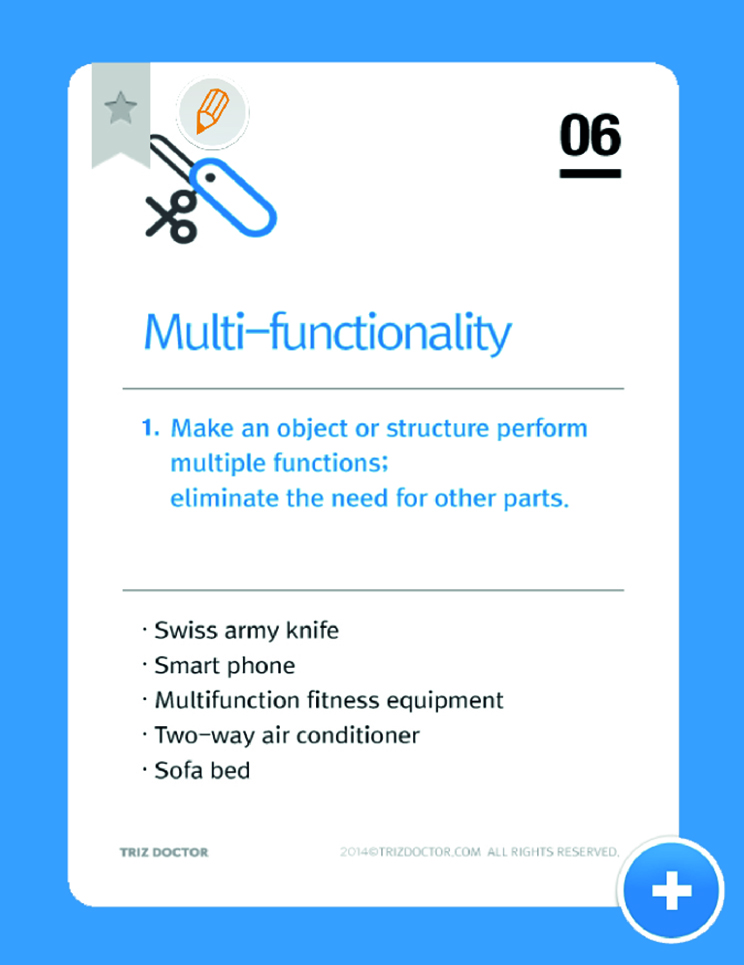 06
Multi-functionality
1. Make an object or structure perform
multiple functions;
eliminate the need for other parts.
· Swiss army knife
· Smart phone
· Multifunction fitness equipment
· Two-way air conditioner
· Sofa bed
TRIZ DOCTOR
2014©TRIZDOCTOR.COM ALL RIGHTS RESERVED.